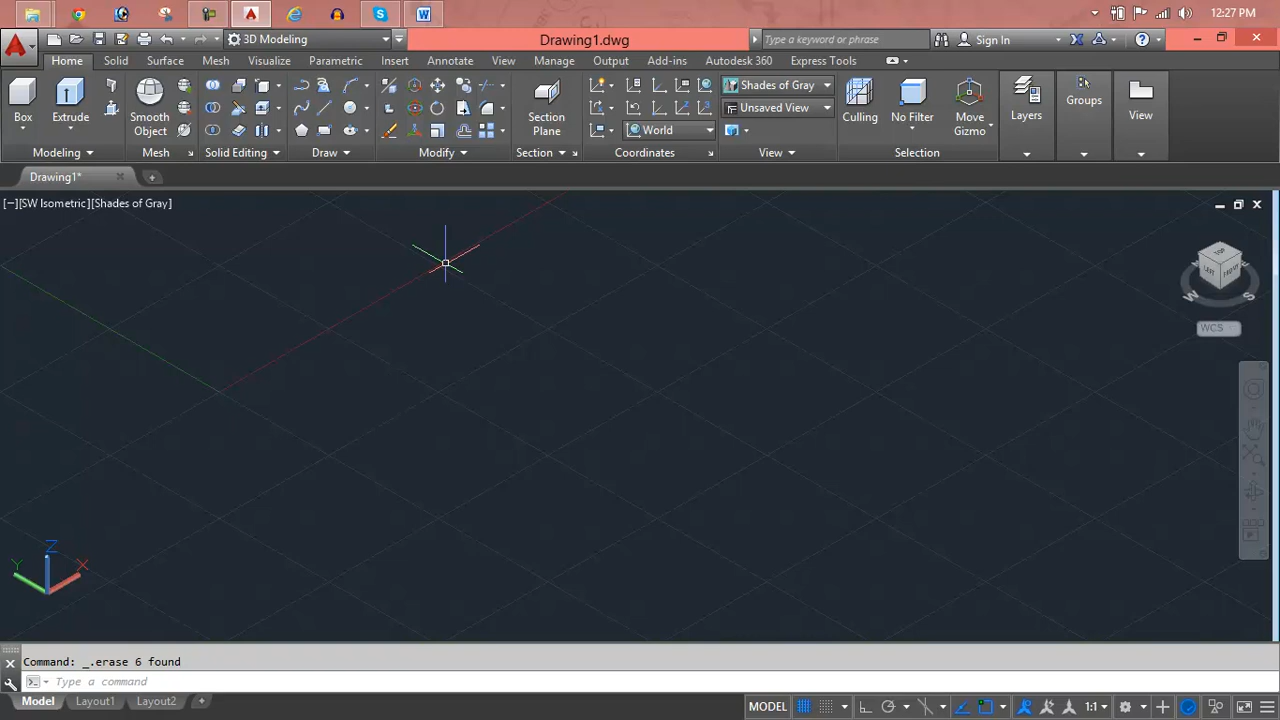 12:27 PM
3D Modeling
Drawing1.dwg
Type a keyword or phrase
Sign In
Home Solid Surface Mesh Visualize Parametric Insert Annotate View Manage Output Add-ins Autodesk 360 Express Tools
Box
Extrude
Smooth
Object
Section
Plane
Shades of Gray
Unsaved View
World
Culling
No Filter
Move
Gizmo
Layers
Groups
View
Modeling Mesh Solid Editing Draw Modify Section Coordinates View Selection
Drawing1*
[−][SW Isometric][Shades of Gray]
TOP
LEFT FRONT
W S
WCS
Z
Y X
Command: _.erase 6 found
Type a command
Model Layout1 Layout2 +
MODEL 1:1